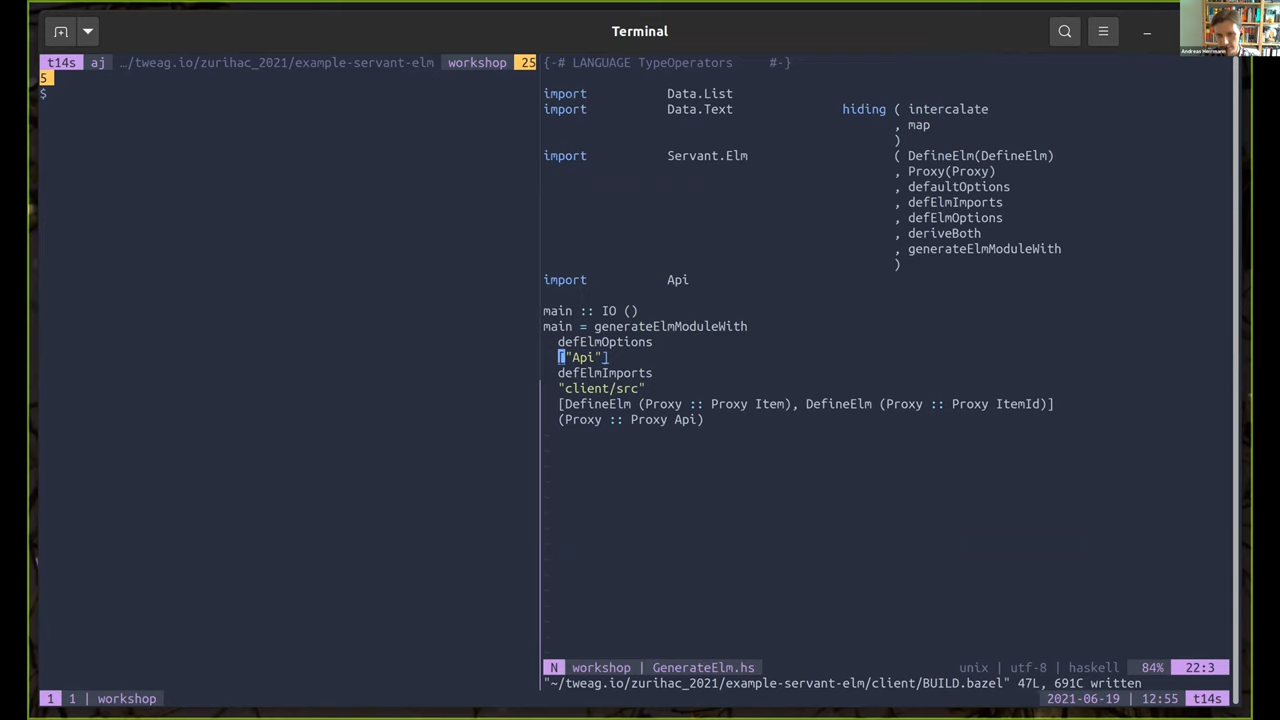 Terminal
Andreas Herrmann
t14s aj …/tweag.io/zurihac_2021/example-servant-elm workshop 25
5
$
{-# LANGUAGE TypeOperators #-}
import Data.List
import Data.Text hiding ( intercalate
, map
)
import Servant.Elm ( DefineElm(DefineElm)
, Proxy(Proxy)
, defaultOptions
, defElmImports
, defElmOptions
, deriveBoth
, generateElmModuleWith
)
import Api
main :: IO ()
main = generateElmModuleWith
defElmOptions
["Api"]
defElmImports
"client/src"
[DefineElm (Proxy :: Proxy Item), DefineElm (Proxy :: Proxy ItemId)]
(Proxy :: Proxy Api)
N workshop | GenerateElm.hs unix | utf-8 | haskell 84% 22:3
"~/tweag.io/zurihac_2021/example-servant-elm/client/BUILD.bazel" 47L, 691C written
1 1 | workshop 2021-06-19 | 12:55 t14s